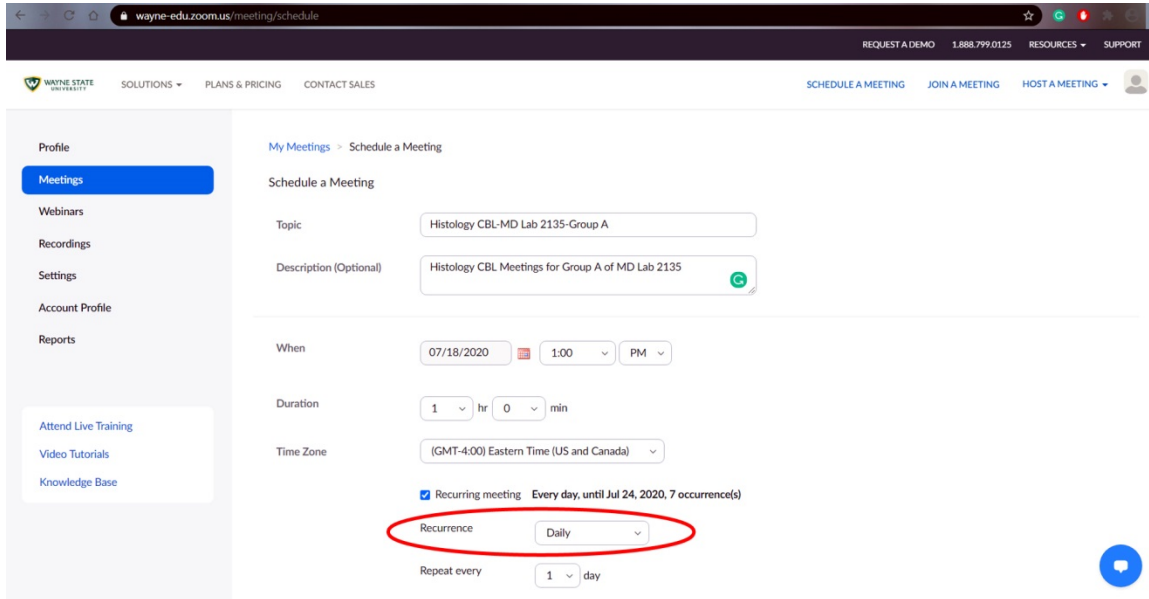 wayne-edu.zoom.us/meeting/schedule
REQUEST A DEMO 1.888.799.0125 RESOURCES SUPPORT
WAYNE STATE
UNIVERSITY
SOLUTIONS PLANS & PRICING CONTACT SALES SCHEDULE A MEETING JOIN A MEETING HOST A MEETING
Profile
Meetings
Webinars
Recordings
Settings
Account Profile
Reports
Attend Live Training
Video Tutorials
Knowledge Base
My Meetings > Schedule a Meeting
Schedule a Meeting
Topic Histology CBL-MD Lab 2135-Group A
Description (Optional) Histology CBL Meetings for Group A of MD Lab 2135
When 07/18/2020 1:00 PM
Duration 1 hr 0 min
Time Zone (GMT-4:00) Eastern Time (US and Canada)
Recurring meeting Every day, until Jul 24, 2020, 7 occurrence(s)
Recurrence Daily
Repeat every 1 day